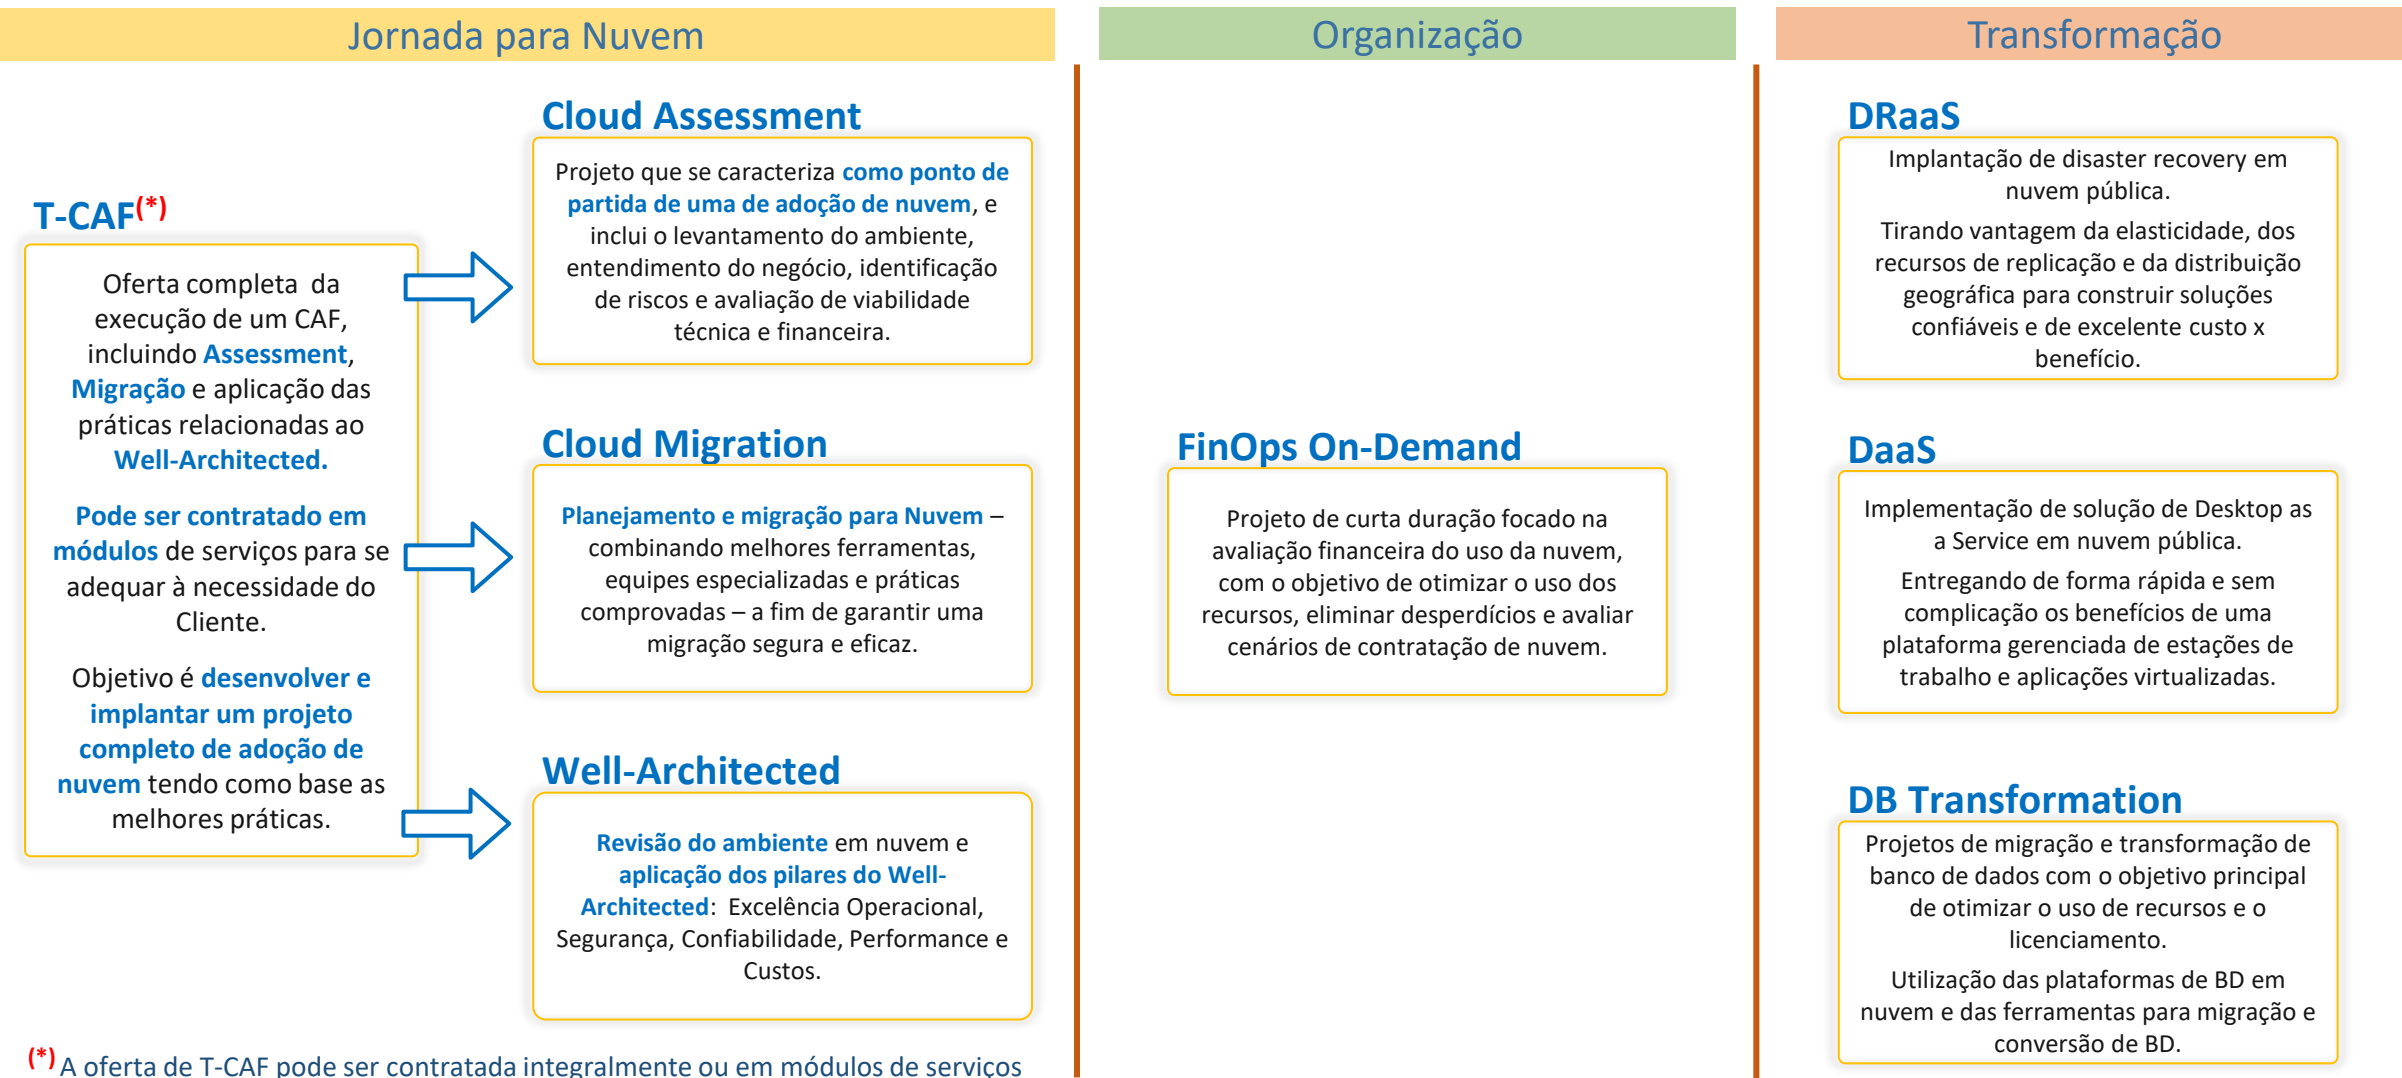 Jornada para Nuvem
T-CAF(*)
Oferta completa da
execução de um CAF,
incluindo Assessment,
Migração e aplicação das
práticas relacionadas ao
Well-Architected.
Pode ser contratado em
módulos de serviços para se
adequar à necessidade do
Cliente.
Objetivo é desenvolver e
implantar um projeto
completo de adoção de
nuvem tendo como base as
melhores práticas.
Cloud Assessment
Projeto que se caracteriza como ponto de
partida de uma de adoção de nuvem, e
inclui o levantamento do ambiente,
entendimento do negócio, identificação
de riscos e avaliação de viabilidade
técnica e financeira.
Cloud Migration
Planejamento e migração para Nuvem –
combinando melhores ferramentas,
equipes especializadas e práticas
comprovadas – a fim de garantir uma
migração segura e eficaz.
Well-Architected
Revisão do ambiente em nuvem e
aplicação dos pilares do Well-
Architected: Excelência Operacional,
Segurança, Confiabilidade, Performance e
Custos.
(*) A oferta de T-CAF pode ser contratada integralmente ou em módulos de serviços
Organização
FinOps On-Demand
Projeto de curta duração focado na
avaliação financeira do uso da nuvem,
com o objetivo de otimizar o uso dos
recursos, eliminar desperdícios e avaliar
cenários de contratação de nuvem.
Transformação
DRaaS
Implantação de disaster recovery em
nuvem pública.
Tirando vantagem da elasticidade, dos
recursos de replicação e da distribuição
geográfica para construir soluções
confiáveis e de excelente custo x
benefício.
DaaS
Implementação de solução de Desktop as
a Service em nuvem pública.
Entregando de forma rápida e sem
complicação os benefícios de uma
plataforma gerenciada de estações de
trabalho e aplicações virtualizadas.
DB Transformation
Projetos de migração e transformação de
banco de dados com o objetivo principal
de otimizar o uso de recursos e o
licenciamento.
Utilização das plataformas de BD em
nuvem e das ferramentas para migração e
conversão de BD.